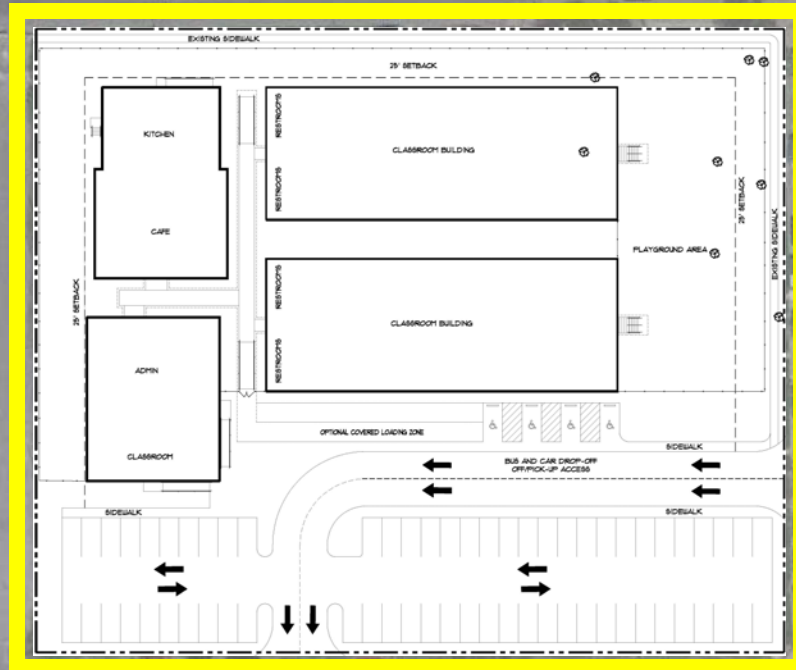 EXISTING SIDEWALK
25' SETBACK
KITCHEN
RESTROOMS
CLASSROOM BUILDING
RESTROOMS
CAFE
25' SETBACK
EXISTING SIDEWALK
PLAYGROUND AREA
25' SETBACK
RESTROOMS
CLASSROOM BUILDING
RESTROOMS
ADMIN
CLASSROOM
OPTIONAL COVERED LOADING ZONE
SIDEWALK
BUS AND CAR DROP-OFF
OFF/PICK-UP ACCESS
SIDEWALK
SIDEWALK